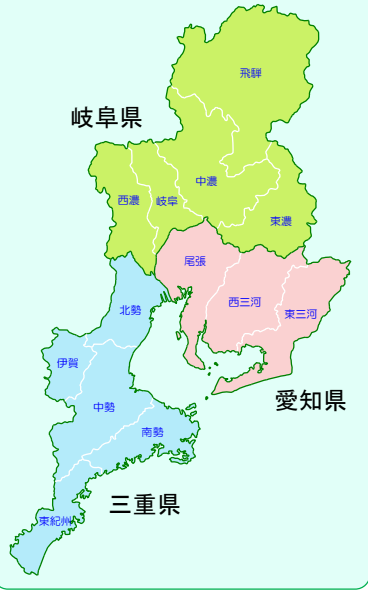 飛騨
岐阜県
中濃
西濃
岐阜
東濃
尾張
北勢
西三河
東三河
伊賀
愛知県
中勢
南勢
三重県
東紀州